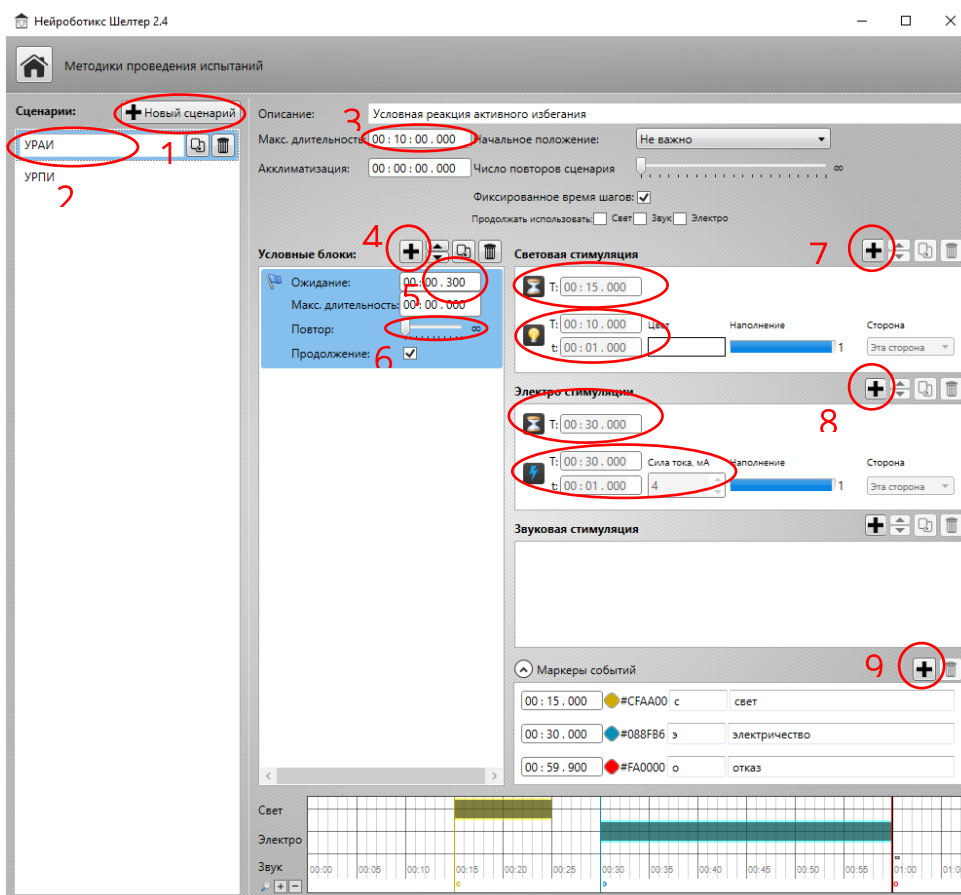 Нейроботикс Шелтер 2.4
Методики проведения испытаний
Сценарии:
Новый сценарий
УРАИ
1
УРПИ
2
Описание: Условная реакция активного избегания
3
Макс. длительность: 00 : 10 : 00 . 000 Начальное положение: Не важно
Акклиматизация: 00 : 00 : 00 . 000 Число повторов сценария ∞
Фиксированное время шагов:
Продолжать использовать: Свет Звук Электро
4
Условные блоки:
Ожидание: 00 : 00 . 300
5
Макс. длительность: 00 : 00 . 000
Повтор: ∞
6
Продолжение:
Световая стимуляция
7
T: 00 : 15 . 000
T: 00 : 10 . 000 Цвет Наполнение Сторона
t: 00 : 01 . 000 1 Эта сторона
Электро стимуляции
8
T: 00 : 30 . 000
T: 00 : 30 . 000 Сила тока, мА Наполнение Сторона
t: 00 : 01 . 000 4 1 Эта сторона
Звуковая стимуляция
Маркеры событий
9
00 : 15 . 000 #CFAA00 с свет
00 : 30 . 000 #088FB6 э электричество
00 : 59 . 900 #FA0000 о отказ
Свет
Электро
Звук 00:00 00:05 00:10 00:15 00:20 00:25 00:30 00:35 00:40 00:45 00:50 00:55 01:00 01:0
∞
с э о